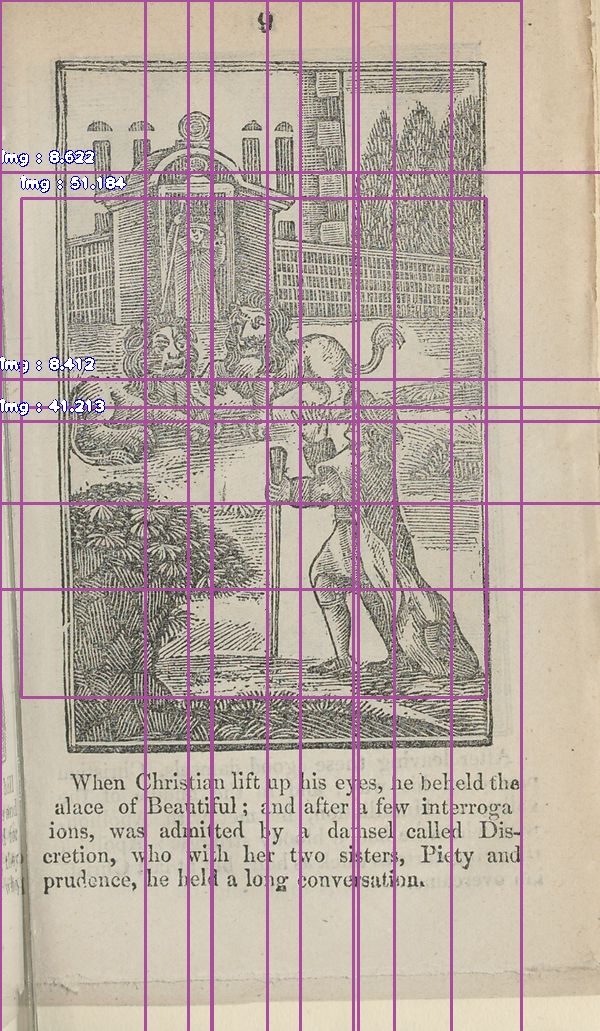 9
img : 8.622
img : 51.184
img : 8.412
img : 41.213
When Christian lift up his eyes, he beheld the
alace of Beautiful ; and after a few interroga
ions, was admitted by a damsel called Dis-
cretion, who with her two sisters, Piety and
prudence, he held a long conversation.